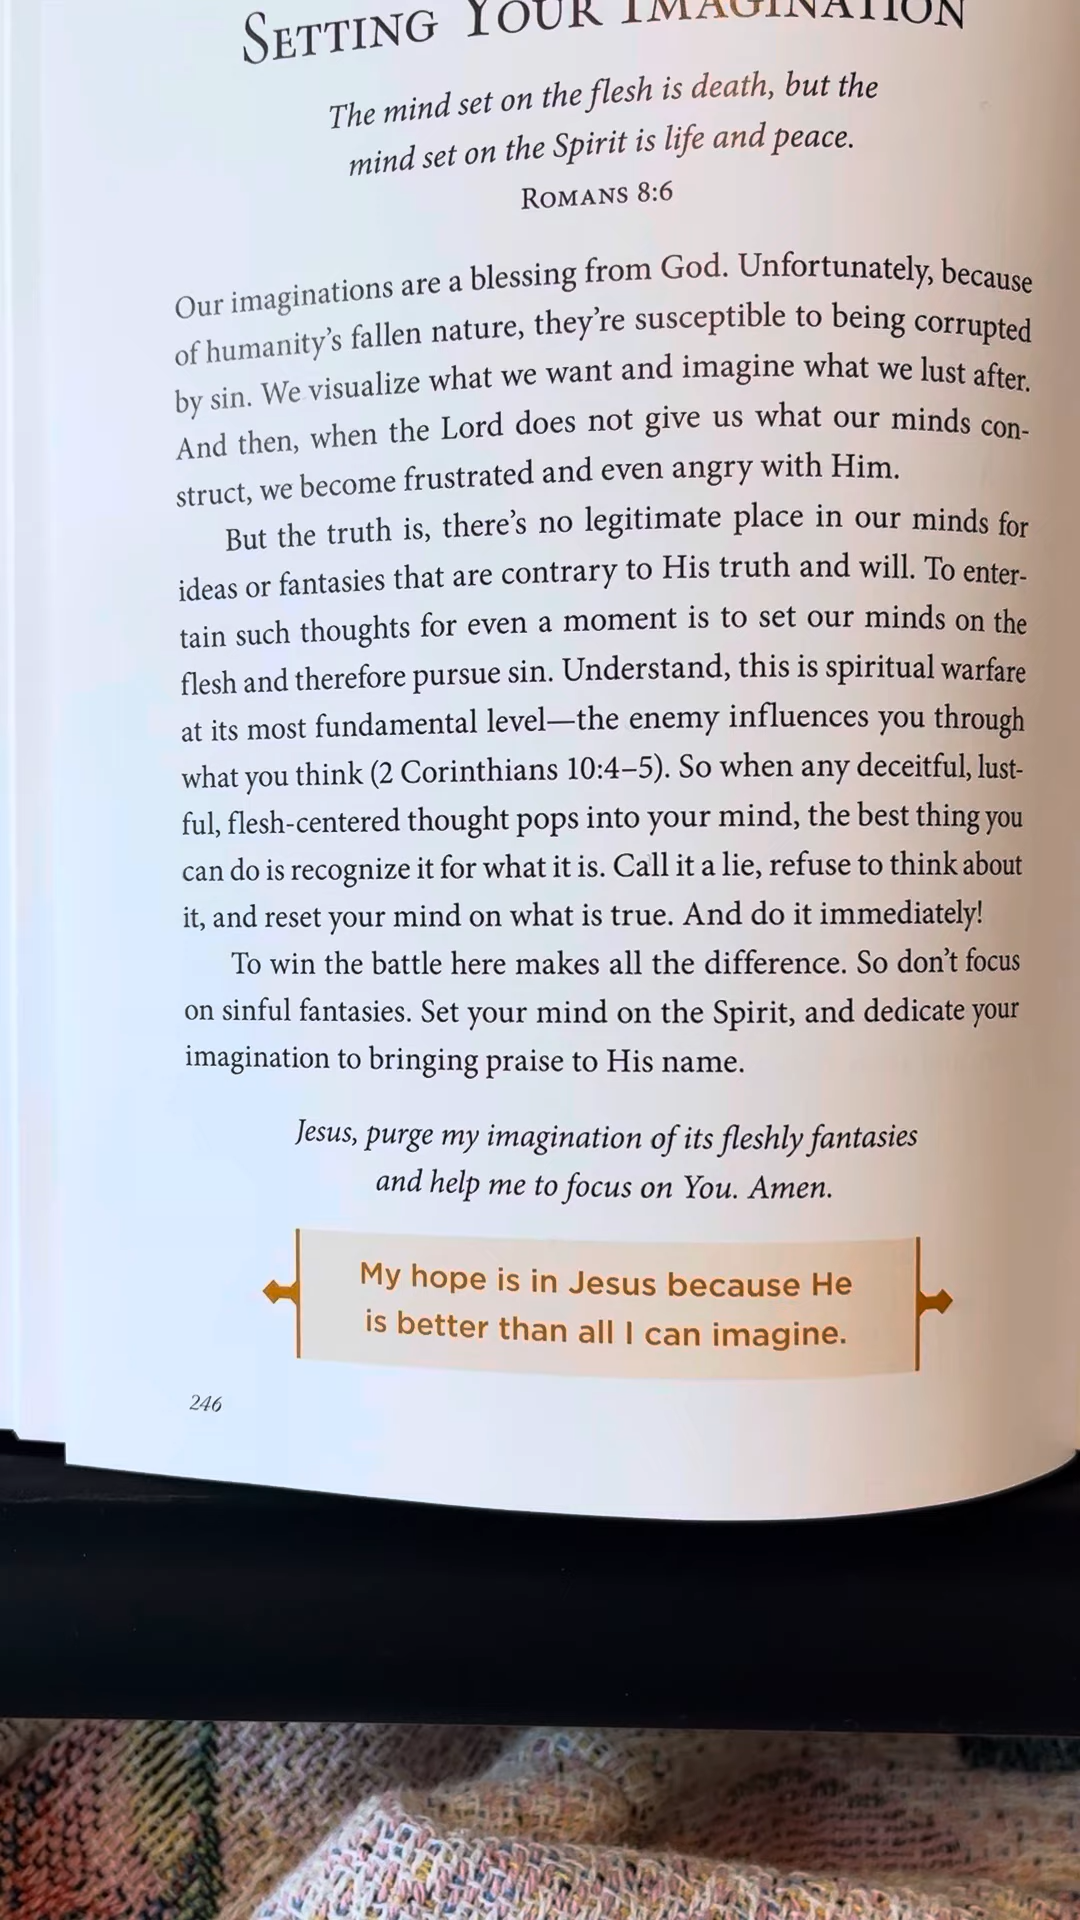 SETTING YOUR IMAGINATION
The mind set on the flesh is death, but the
mind set on the Spirit is life and peace.
ROMANS 8:6
Our imaginations are a blessing from God. Unfortunately, because
of humanity's fallen nature, they're susceptible to being corrupted
by sin. We visualize what we want and imagine what we lust after.
And then, when the Lord does not give us what our minds con-
struct, we become frustrated and even angry with Him.
But the truth is, there's no legitimate place in our minds for
ideas or fantasies that are contrary to His truth and will. To enter-
tain such thoughts for even a moment is to set our minds on the
flesh and therefore pursue sin. Understand, this is spiritual warfare
at its most fundamental level—the enemy influences you through
what you think (2 Corinthians 10:4–5). So when any deceitful, lust-
ful, flesh-centered thought pops into your mind, the best thing you
can do is recognize it for what it is. Call it a lie, refuse to think about
it, and reset your mind on what is true. And do it immediately!
To win the battle here makes all the difference. So don't focus
on sinful fantasies. Set your mind on the Spirit, and dedicate your
imagination to bringing praise to His name.
Jesus, purge my imagination of its fleshly fantasies
and help me to focus on You. Amen.
My hope is in Jesus because He
is better than all I can imagine.
246